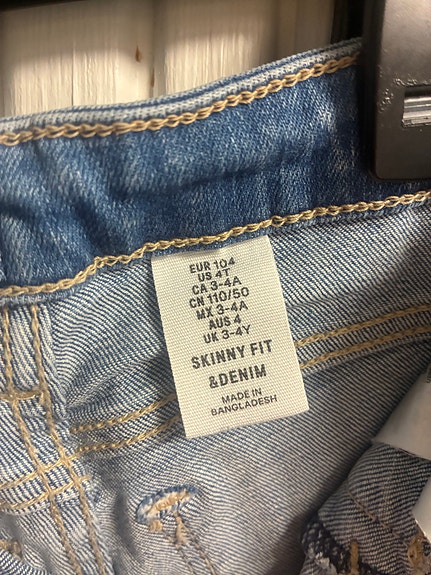 EUR 104
US 4T
CA 3-4A
CN 110/50
MX 3-4A
AUS 4
UK 3-4Y
SKINNY FIT
&DENIM
MADE IN
BANGLADESH